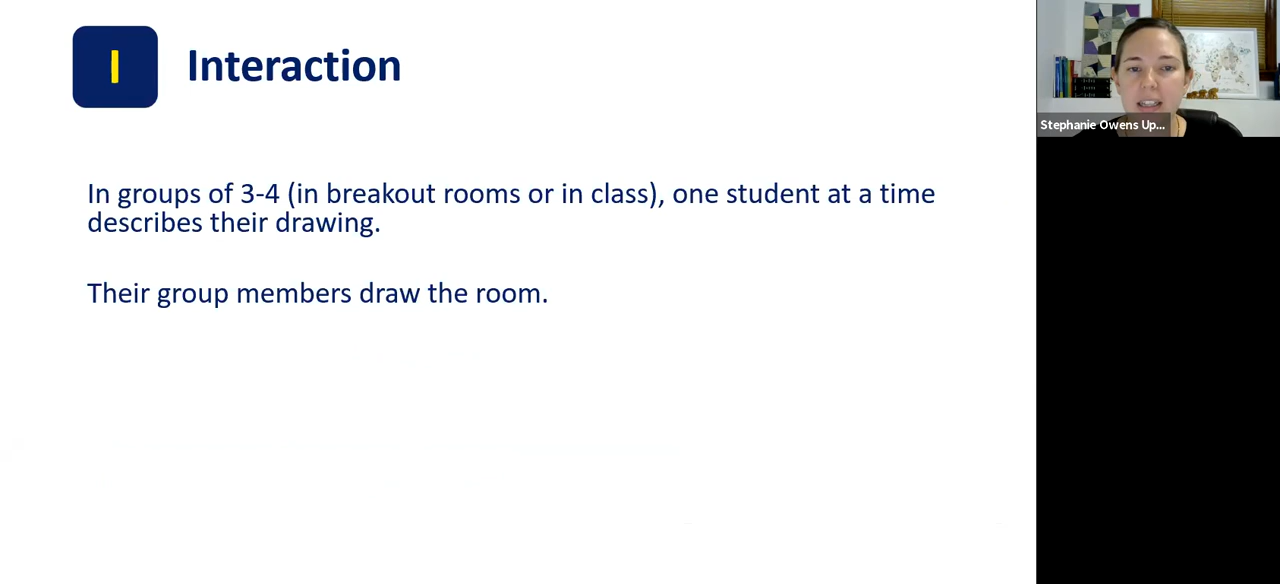 I
Interaction
In groups of 3-4 (in breakout rooms or in class), one student at a time
describes their drawing.
Their group members draw the room.
Stephanie Owens Up...